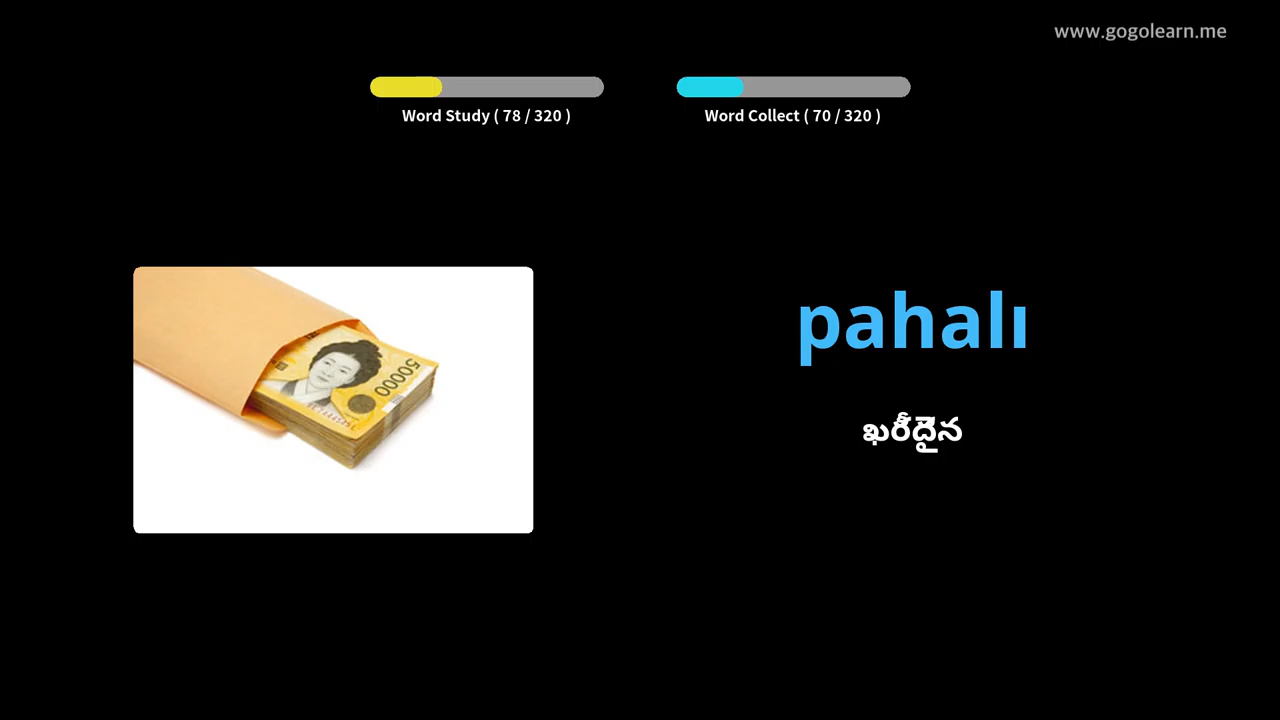 www.gogolearn.me
Word Study ( 78 / 320 )
Word Collect ( 70 / 320 )
50000
pahalı
ఖరీదైన